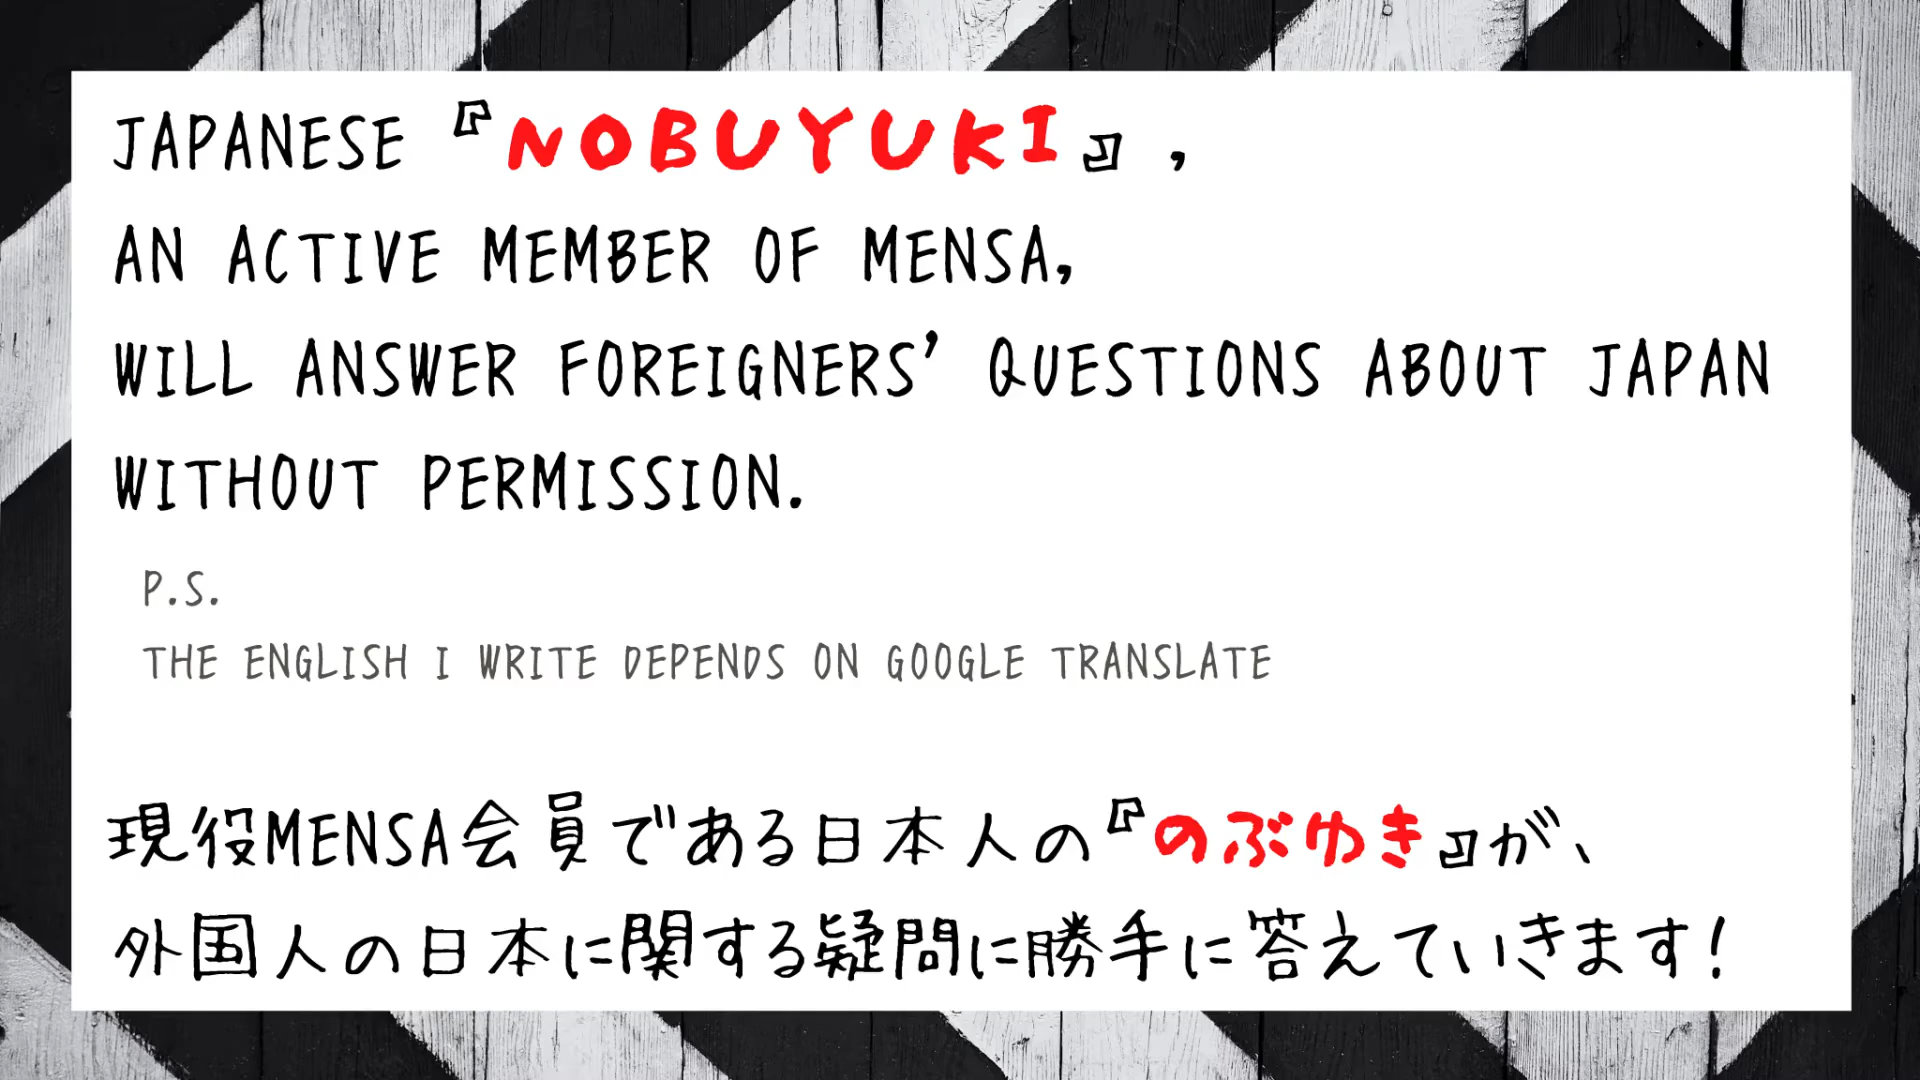 JAPANESE『NOBUYUKI』,
AN ACTIVE MEMBER OF MENSA,
WILL ANSWER FOREIGNERS' QUESTIONS ABOUT JAPAN
WITHOUT PERMISSION.
P.S.
THE ENGLISH I WRITE DEPENDS ON GOOGLE TRANSLATE
現役MENSA会員である日本人の『のぶゆき』が、
外国人の日本に関する疑問に勝手に答えていきます!